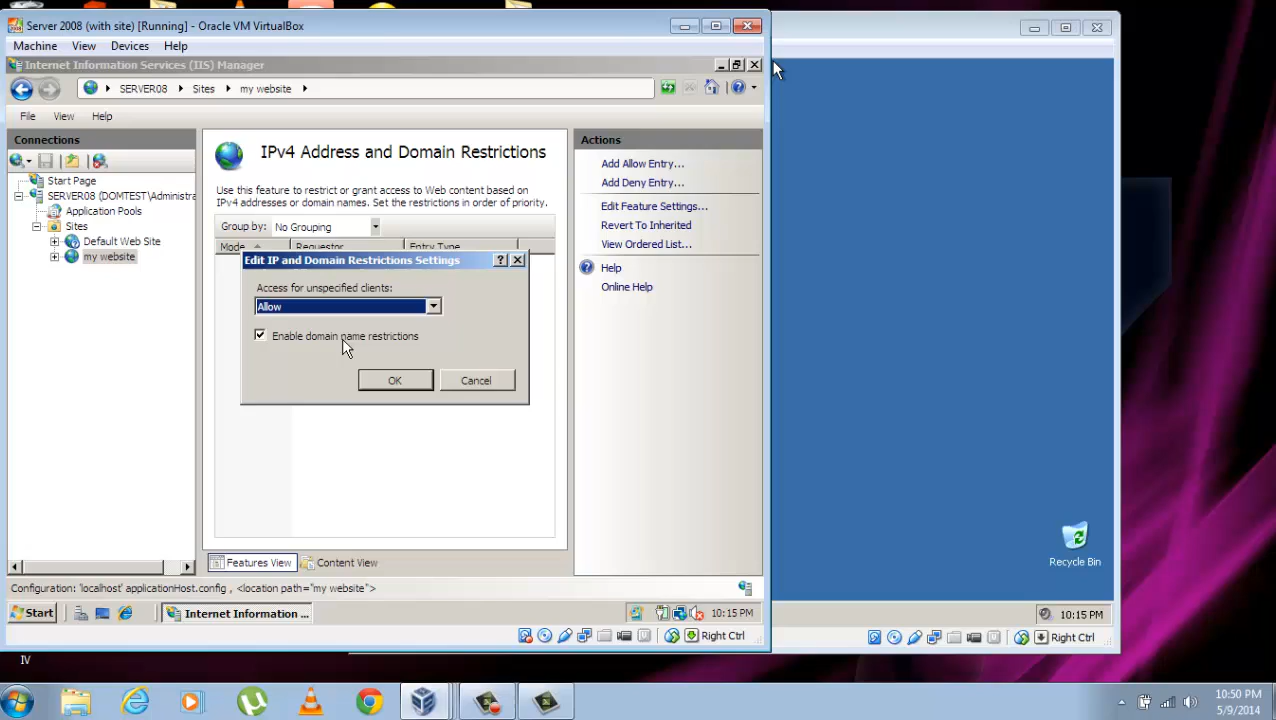 Server 2008 (with site) [Running] - Oracle VM VirtualBox
Machine View Devices Help
Internet Information Services (IIS) Manager
SERVER08 Sites my website
File View Help
Connections
Start Page
SERVER08 (DOMTEST\Administra
Application Pools
Sites
Default Web Site
my website
IPv4 Address and Domain Restrictions
Use this feature to restrict or grant access to Web content based on
IPv4 addresses or domain names. Set the restrictions in order of priority.
Group by: No Grouping
Mode Requestor Entry Type
Edit IP and Domain Restrictions Settings
Access for unspecified clients:
Allow
Enable domain name restrictions
OK Cancel
Features View Content View
Actions
Add Allow Entry...
Add Deny Entry...
Edit Feature Settings...
Revert To Inherited
View Ordered List...
Help
Online Help
Configuration: 'localhost' applicationHost.config , <location path="my website">
Start Internet Information ... 10:15 PM
Right Ctrl
Recycle Bin
10:15 PM
Right Ctrl
IV
10:50 PM
5/9/2014